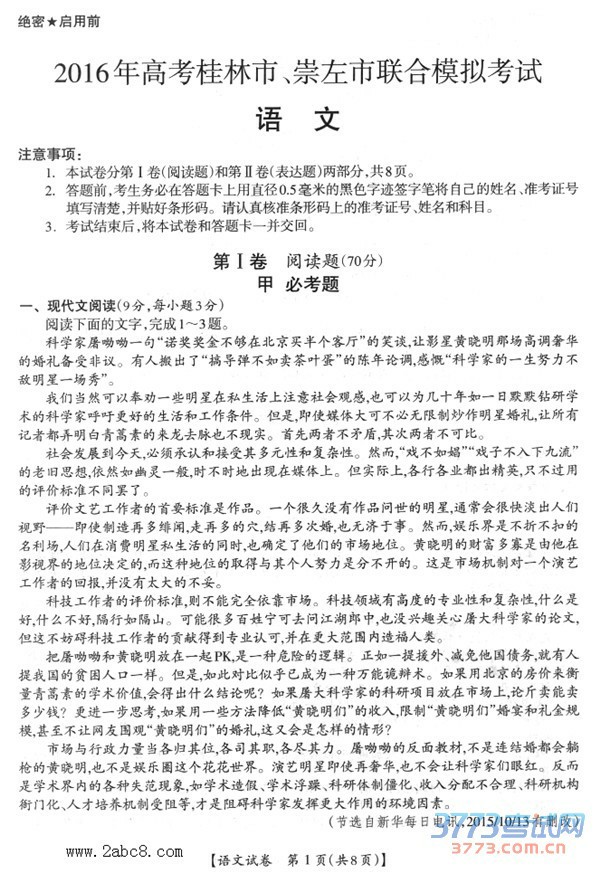 绝密★启用前
2016年高考桂林市、崇左市联合模拟考试
语 文
注意事项：
1. 本试卷分第Ⅰ卷(阅读题)和第Ⅱ卷(表达题)两部分,共8页。
2. 答题前,考生务必在答题卡上用直径0.5毫米的黑色字迹签字笔将自己的姓名、准考证号
填写清楚,并贴好条形码。请认真核准条形码上的准考证号、姓名和科目。
3. 考试结束后,将本试卷和答题卡一并交回。
第Ⅰ卷 阅读题(70分)
甲 必考题
一、现代文阅读(9分,每小题3分)
阅读下面的文字,完成1～3题。
科学家屠呦呦一句“诺奖奖金不够在北京买半个客厅”的笑谈,让影星黄晓明那场高调奢华
的婚礼备受非议。有人搬出了“搞导弹不如卖茶叶蛋”的陈年论调,感慨“科学家的一生努力不
敌明星一场秀”。
我们当然可以奉劝一些明星在私生活上注意社会观感,也可以为几十年如一日默默钻研学
术的科学家呼吁更好的生活和工作条件。但是,即使媒体大可不必无限制炒作明星婚礼,让所有
记者都弄明白青蒿素的来龙去脉也不现实。首先两者不矛盾,其次两者不可比。
社会发展到今天,必须承认和接受其多元性和复杂性。然而,“戏不如娼”“戏子不入下九流”
的老旧思想,依然如幽灵一般,时不时地出现在媒体上。但实际上,各行各业都出精英,只不过用
的评价标准不同罢了。
评价文艺工作者的首要标准是作品。一个很久没有作品问世的明星,通常会很快淡出人们
视野——即使制造再多绯闻,走再多的穴,结再多次婚,也无济于事。然而,娱乐界是不折不扣的
名利场,人们在消费明星私生活的同时,也确定了他们的市场地位。黄晓明的财富多寡是由他在
影视界的地位决定的,而这种地位的取得与其个人努力是分不开的。这是市场机制对一个演艺
工作者的回报,并没有太大的不妥。
科技工作者的评价标准,则不能完全依靠市场。科技领域有高度的专业性和复杂性,什么是
好,什么不好,隔行如隔山。可能很多百姓宁可去问江湖郎中,也没兴趣关心屠大科学家的论文,
但这不妨碍科技工作者的贡献得到专业认可,并在更大范围内造福人类。
把屠呦呦和黄晓明放在一起PK,是一种危险的逻辑。正如一提援外、减免他国债务,就有人
提我国的贫困人口一样。但是,如此对比似乎已成为一种万能诡辩术。如果用北京的房价来衡
量青蒿素的学术价值,会得出什么结论呢？如果屠大科学家的科研项目放在市场上,论斤卖能卖
多少钱？更进一步思考,如果用一些方法降低“黄晓明们”的收入,限制“黄晓明们”婚宴和礼金规
模,甚至不让网友围观“黄晓明们”的婚礼,这又会是怎样的情形？
市场与行政力量当各归其位,各司其职,各尽其力。屠呦呦的反面教材,不是连结婚都会躺
枪的黄晓明,也不是娱乐圈这个花花世界。演艺明星即使再奢华,也不会让科学家们眼红。反而
是学术界内的各种失范现象,如学术造假、学术浮躁、科研体制僵化、收入分配不合理、科研机构
衙门化、人才培养机制受阻等,才是阻碍科学家发挥更大作用的环境因素。
(节选自新华每日电讯,2015/10/13有删改)
3773考试网
3773.com.cn
www.2abc8.com
【语文试卷 第1页(共8页)】